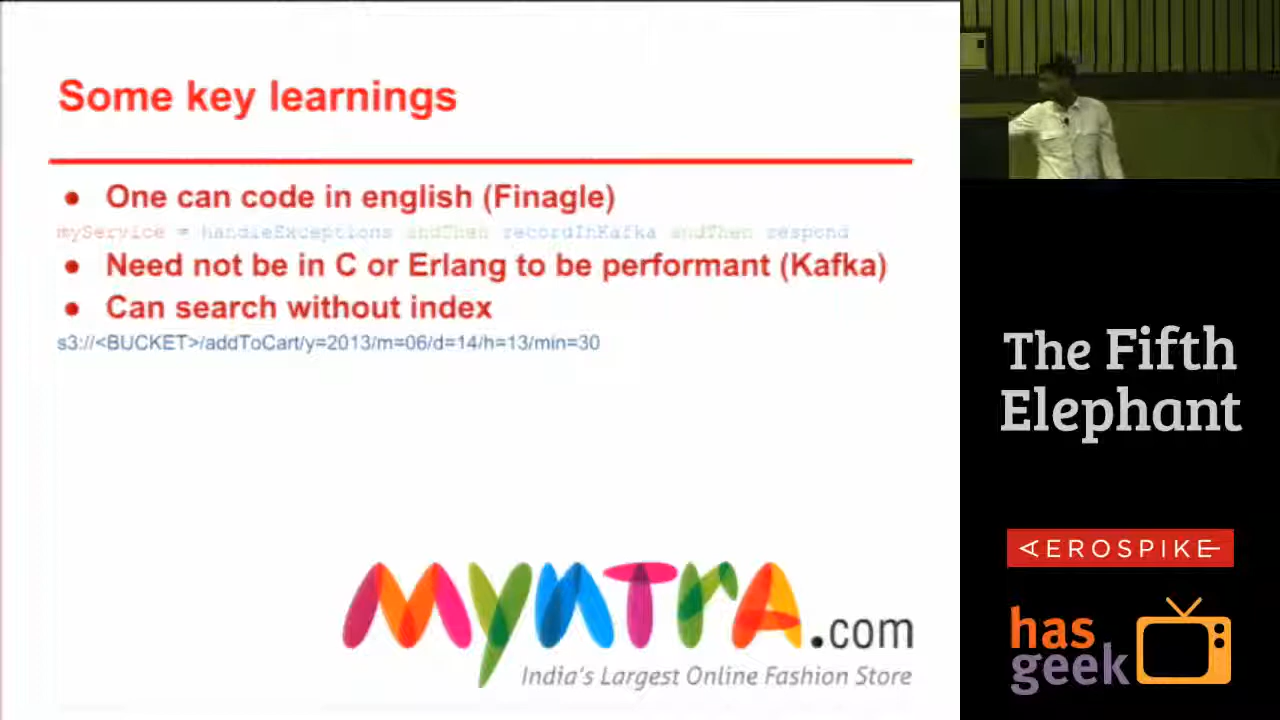 Some key learnings
● One can code in english (Finagle)
myService = handleExceptions andThen recordInKafka andThen respond
● Need not be in C or Erlang to be performant (Kafka)
● Can search without index
s3://<BUCKET>/addToCart/y=2013/m=06/d=14/h=13/min=30
myntra.com
India's Largest Online Fashion Store
The Fifth
Elephant
AEROSPIKE
has
geek